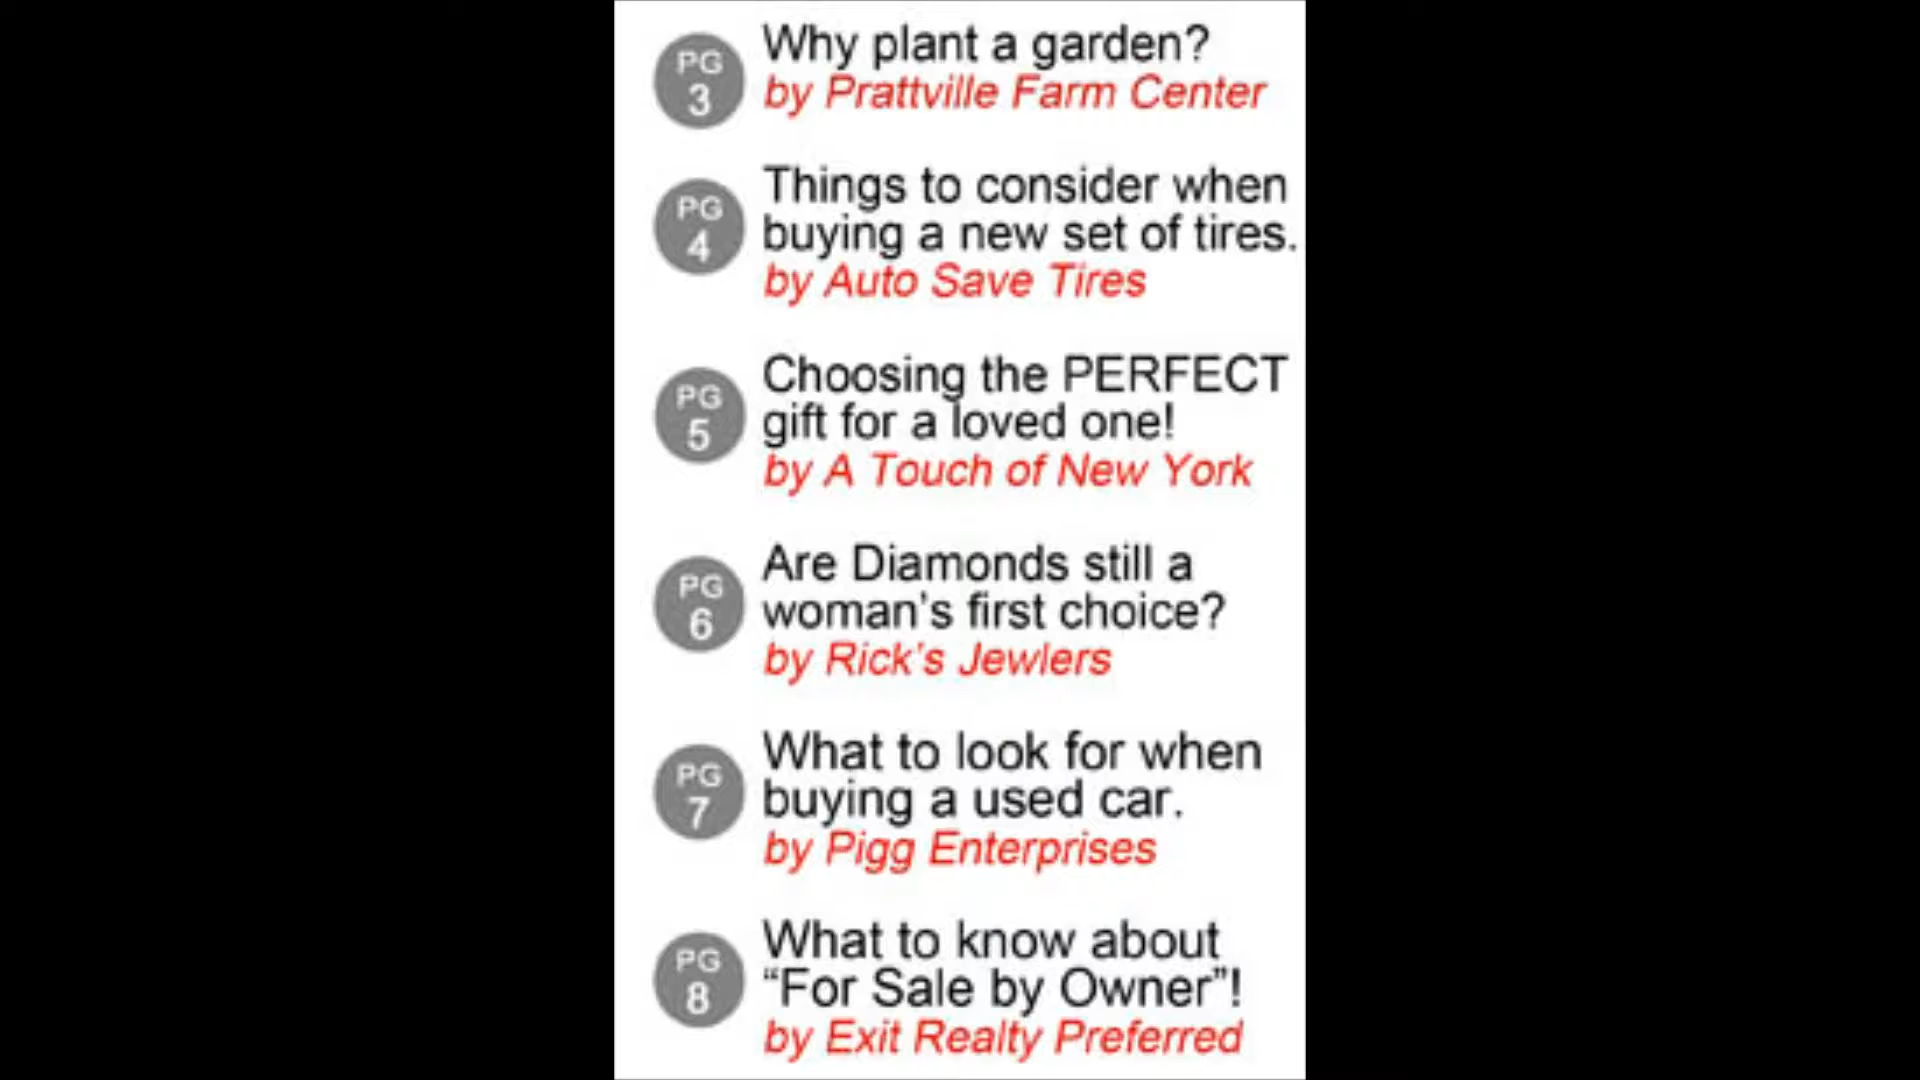 PG
3
Why plant a garden?
by Prattville Farm Center
PG
4
Things to consider when
buying a new set of tires.
by Auto Save Tires
PG
5
Choosing the PERFECT
gift for a loved one!
by A Touch of New York
PG
6
Are Diamonds still a
woman's first choice?
by Rick's Jewlers
PG
7
What to look for when
buying a used car.
by Pigg Enterprises
PG
8
What to know about
“For Sale by Owner”!
by Exit Realty Preferred